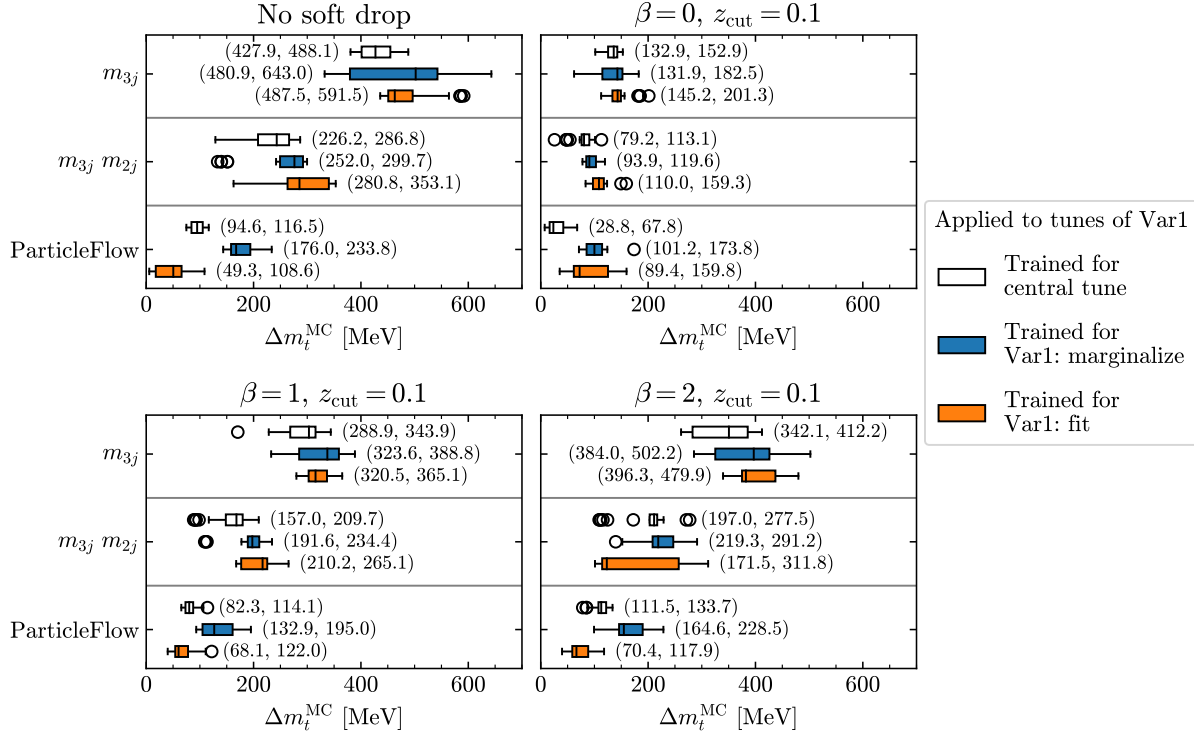 No soft drop
m3j
(427.9, 488.1)
(480.9, 643.0)
(487.5, 591.5)
m3j m2j
(226.2, 286.8)
(252.0, 299.7)
(280.8, 353.1)
ParticleFlow
(94.6, 116.5)
(176.0, 233.8)
(49.3, 108.6)
0 200 400 600
Δm_t^MC [MeV]
β = 0, z_cut = 0.1
(132.9, 152.9)
(131.9, 182.5)
(145.2, 201.3)
(79.2, 113.1)
(93.9, 119.6)
(110.0, 159.3)
(28.8, 67.8)
(101.2, 173.8)
(89.4, 159.8)
0 200 400 600
Δm_t^MC [MeV]
Applied to tunes of Var1
Trained for
central tune
Trained for
Var1: marginalize
Trained for
Var1: fit
β = 1, z_cut = 0.1
m3j
(288.9, 343.9)
(323.6, 388.8)
(320.5, 365.1)
m3j m2j
(157.0, 209.7)
(191.6, 234.4)
(210.2, 265.1)
ParticleFlow
(82.3, 114.1)
(132.9, 195.0)
(68.1, 122.0)
0 200 400 600
Δm_t^MC [MeV]
β = 2, z_cut = 0.1
(342.1, 412.2)
(384.0, 502.2)
(396.3, 479.9)
(197.0, 277.5)
(219.3, 291.2)
(171.5, 311.8)
(111.5, 133.7)
(164.6, 228.5)
(70.4, 117.9)
0 200 400 600
Δm_t^MC [MeV]